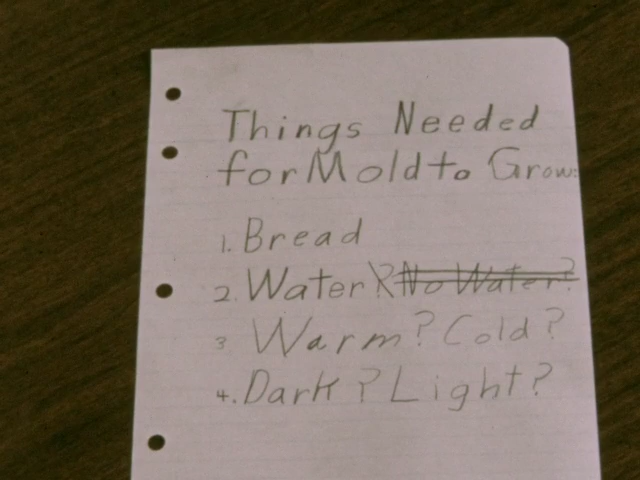 Things Needed
for Mold to Grow:
1. Bread
2. Water? No Water?
3 Warm? Cold?
4. Dark? Light?